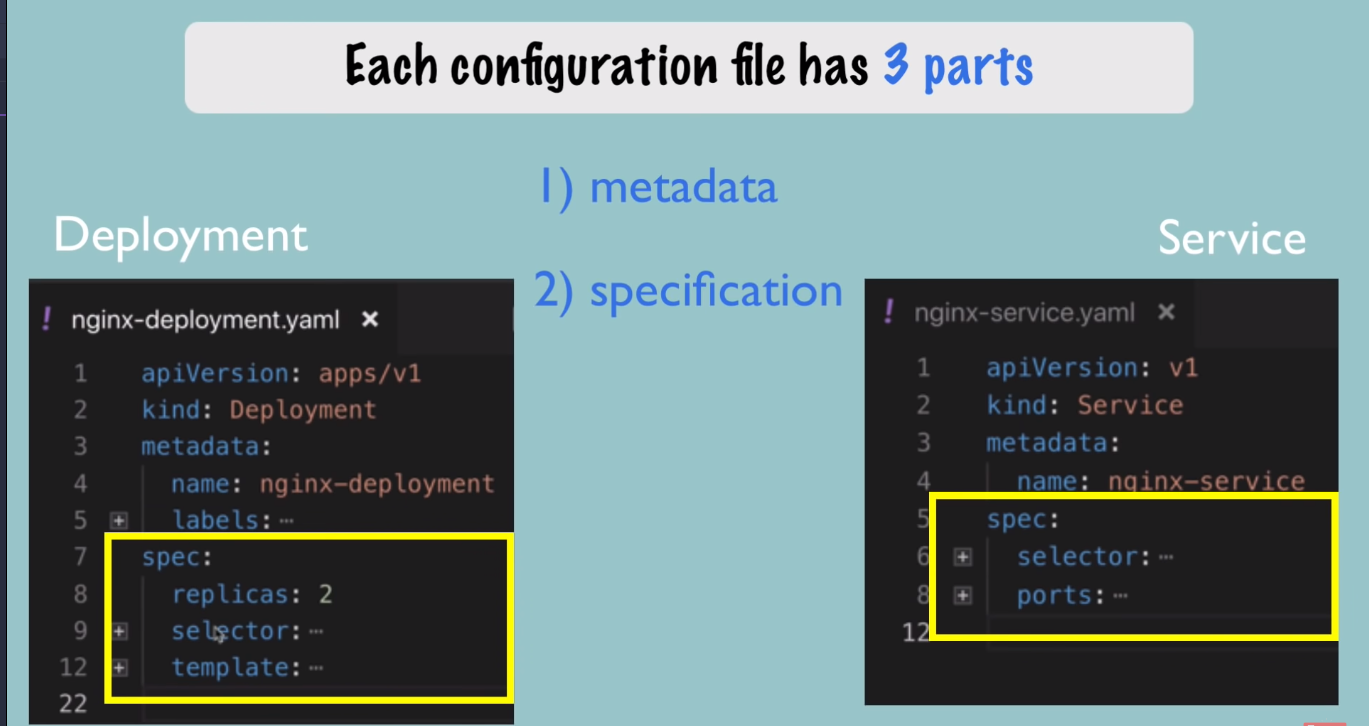 Each configuration file has 3 parts
1) metadata
2) specification
Deployment
! nginx-deployment.yaml ×
1 apiVersion: apps/v1
2 kind: Deployment
3 metadata:
4 name: nginx-deployment
5 labels: …
7 spec:
8 replicas: 2
9 selector: …
12 template: …
22
Service
! nginx-service.yaml ×
1 apiVersion: v1
2 kind: Service
3 metadata:
4 name: nginx-service
5 spec:
6 selector: …
8 ports: …
12